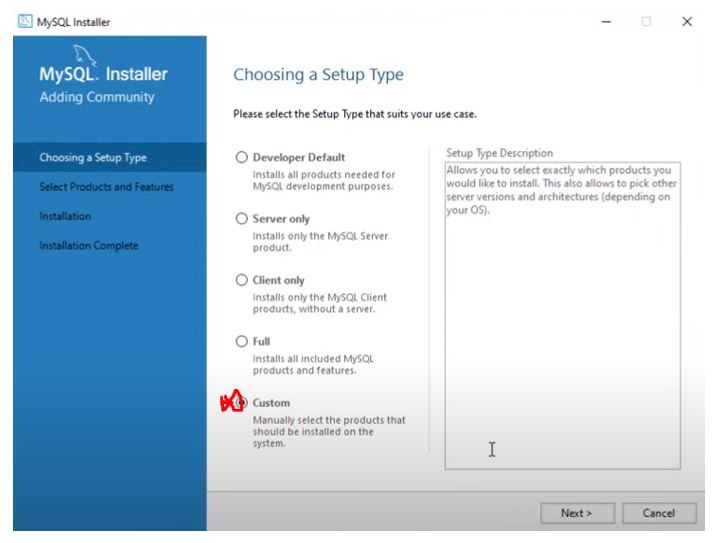 MySQL Installer
MySQL. Installer
Adding Community
Choosing a Setup Type
Select Products and Features
Installation
Installation Complete
Choosing a Setup Type
Please select the Setup Type that suits your use case.
Developer Default
Installs all products needed for
MySQL development purposes.
Server only
Installs only the MySQL Server
product.
Client only
Installs only the MySQL Client
products, without a server.
Full
Installs all included MySQL
products and features.
Custom
Manually select the products that
should be installed on the
system.
Setup Type Description
Allows you to select exactly which products you
would like to install. This also allows to pick other
server versions and architectures (depending on
your OS).
Next >
Cancel